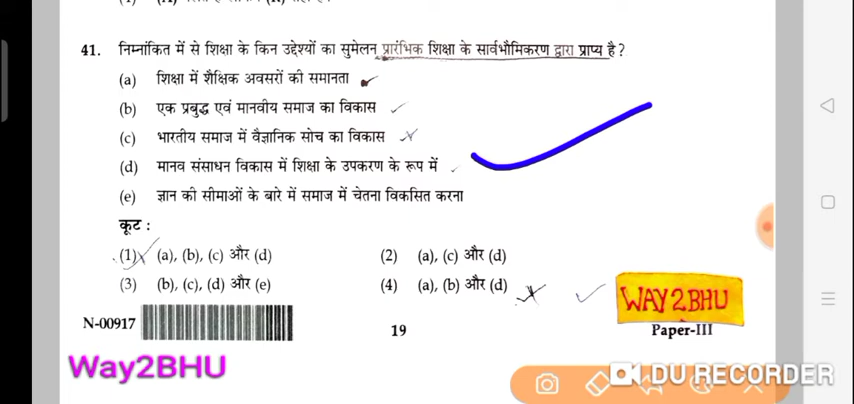 41. निम्नांकित में से शिक्षा के किन उद्देश्यों का सुमेलन प्रारंभिक शिक्षा के सार्वभौमिकरण द्वारा प्राप्य है ?
(a) शिक्षा में शैक्षिक अवसरों की समानता
(b) एक प्रबुद्ध एवं मानवीय समाज का विकास
(c) भारतीय समाज में वैज्ञानिक सोच का विकास
(d) मानव संसाधन विकास में शिक्षा के उपकरण के रूप में
(e) ज्ञान की सीमाओं के बारे में समाज में चेतना विकसित करना
कूट :
(1) (a), (b), (c) और (d) (2) (a), (c) और (d)
(3) (b), (c), (d) और (e) (4) (a), (b) और (d)
WAY2BHU
N-00917 19 Paper-III
Way2BHU
DU RECORDER